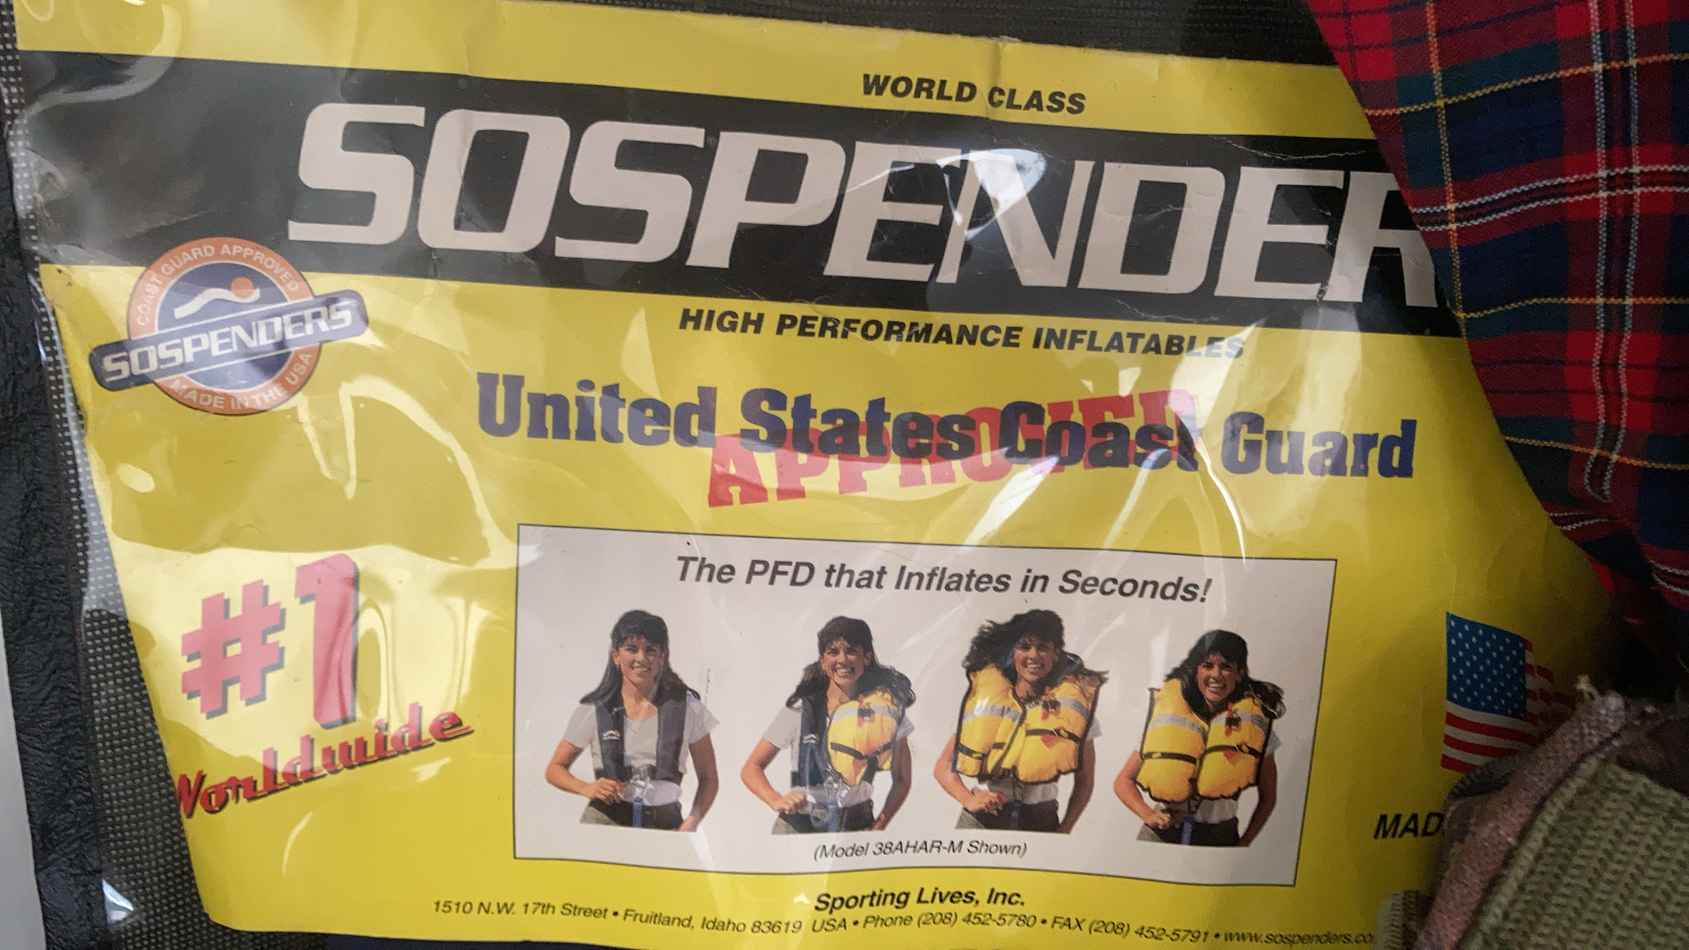 WORLD CLASS
SOSPENDER
COAST GUARD APPROVED
SOSPENDERS
MADE IN THE USA
HIGH PERFORMANCE INFLATABLES
United States Coast Guard
APPROVED
#1
Worldwide
The PFD that Inflates in Seconds!
(Model 38AHAR-M Shown)
MAD
Sporting Lives, Inc.
1510 N.W. 17th Street • Fruitland, Idaho 83619 USA • Phone (208) 452-5780 • FAX (208) 452-5791 • www.sospenders.co